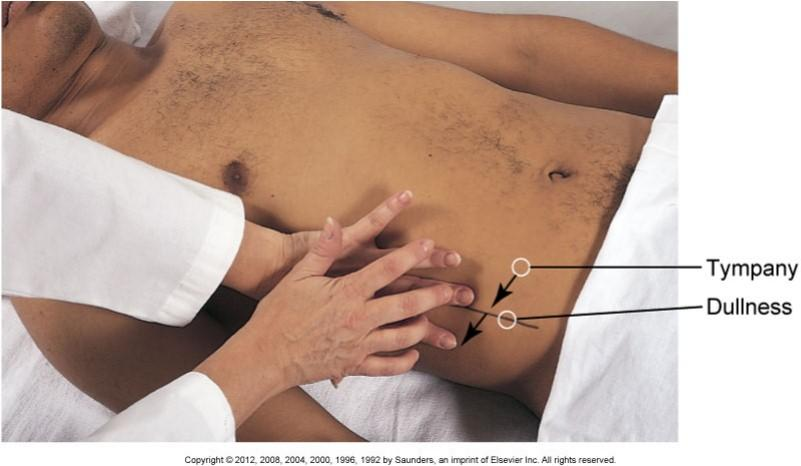 Tympany
Dullness
Copyright © 2012, 2008, 2004, 2000, 1996, 1992 by Saunders, an imprint of Elsevier Inc. All rights reserved.